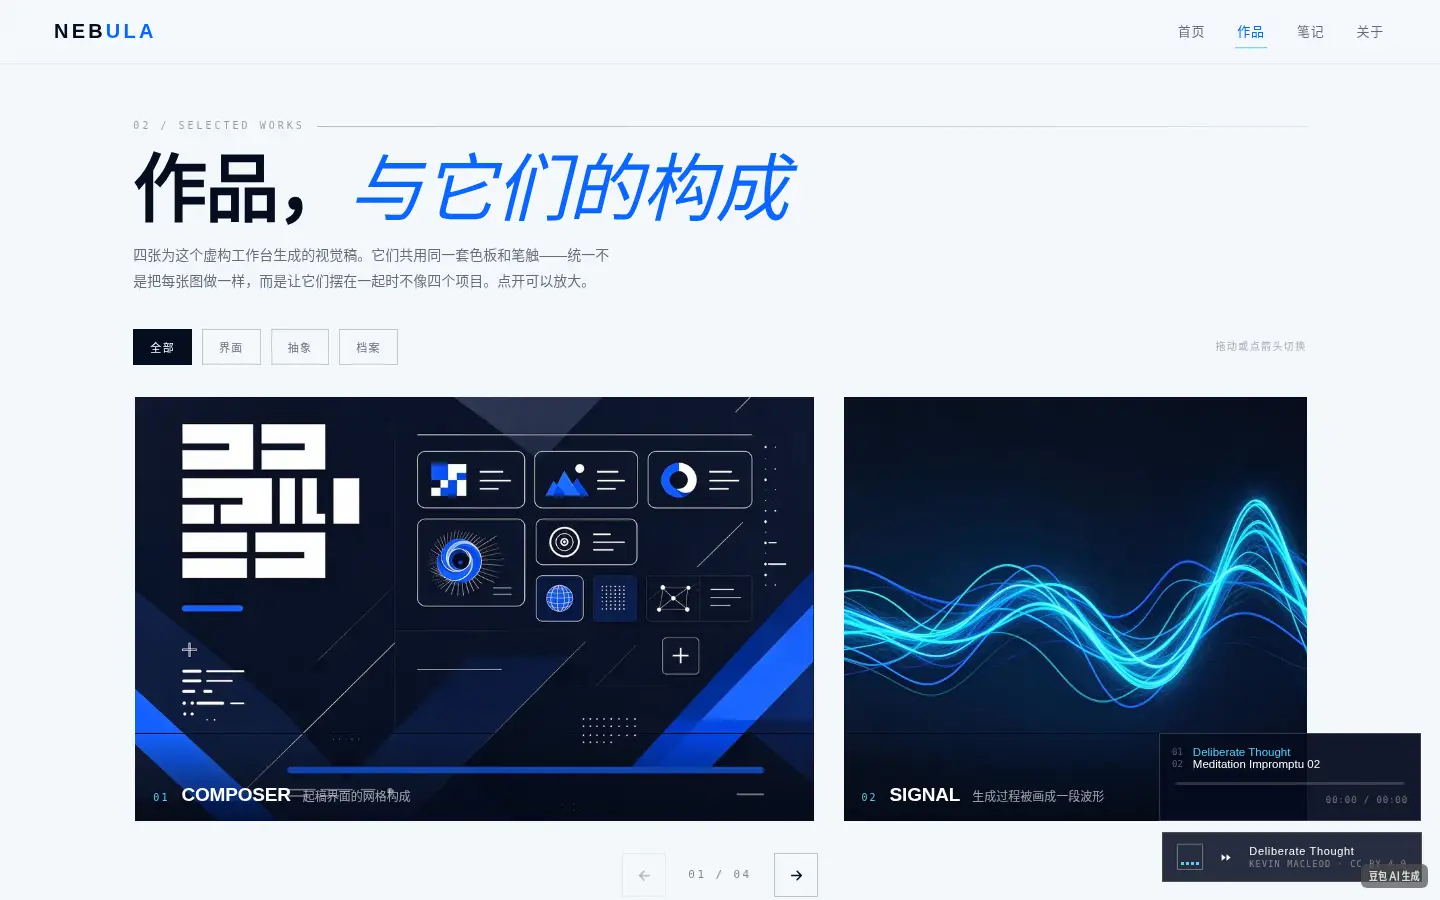 NEBULA
首页 作品 笔记 关于
02 / SELECTED WORKS
作品，与它们的构成
四张为这个虚构工作台生成的视觉稿。它们共用同一套色板和笔触——统一不
是把每张图做一样，而是让它们摆在一起时不像四个项目。点开可以放大。
全部 界面 抽象 档案
拖动或点箭头切换
01 COMPOSER 起稿界面的网格构成
02 SIGNAL 生成过程被画成一段波形
01 Deliberate Thought
02 Meditation Impromptu 02
00:00 / 00:00
Deliberate Thought
KEVIN MACLEOD · CC BY 4.0
豆包AI生成
01 / 04